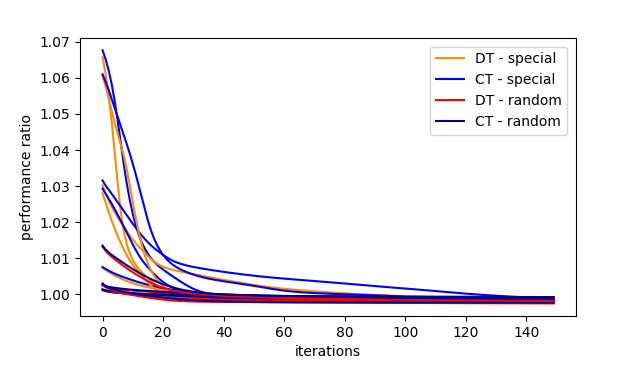 1.07
1.06
1.05
1.04
1.03
1.02
1.01
1.00
performance ratio
0 20 40 60 80 100 120 140
iterations
DT - special
CT - special
DT - random
CT - random